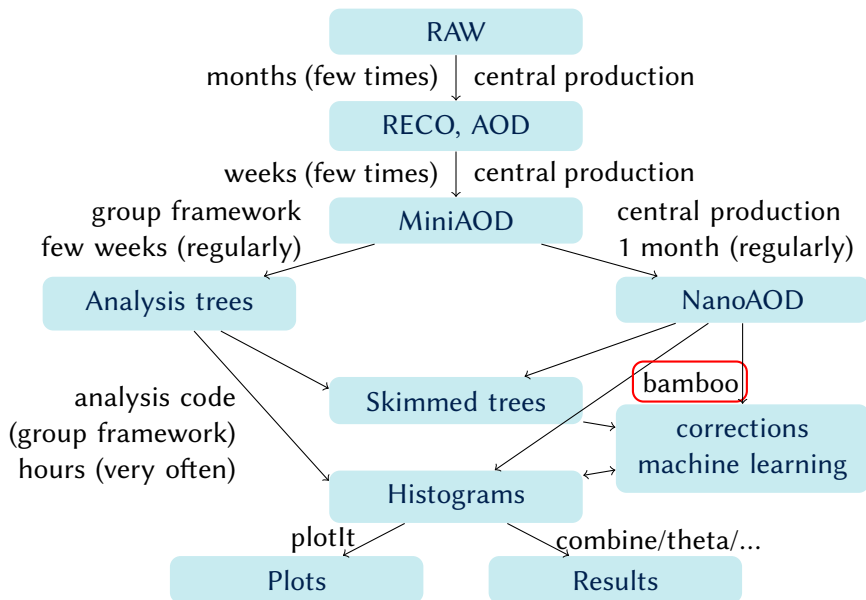 RAW
months (few times)
central production
RECO, AOD
weeks (few times)
central production
MiniAOD
group framework
few weeks (regularly)
central production
1 month (regularly)
Analysis trees
NanoAOD
Skimmed trees
bamboo
analysis code
(group framework)
hours (very often)
corrections
machine learning
Histograms
plotIt
combine/theta/...
Plots
Results